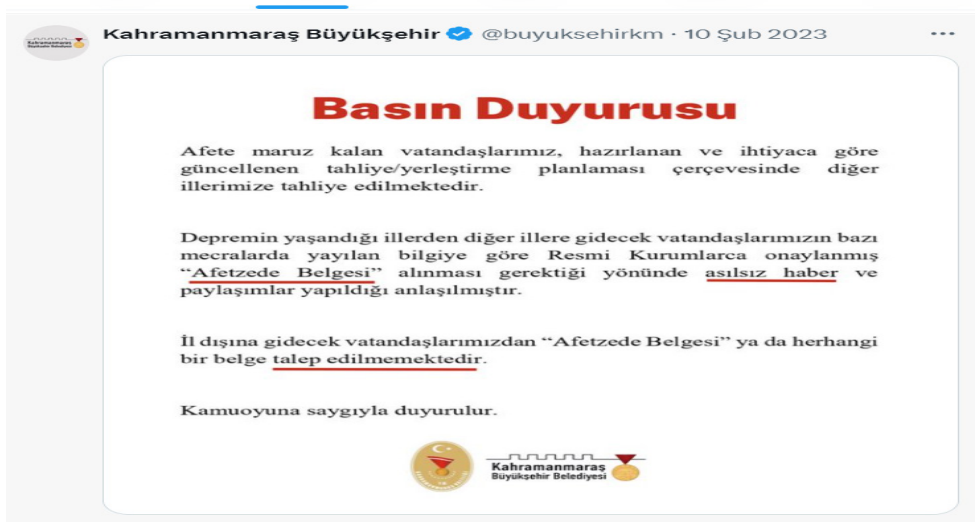 Kahramanmaraş Büyükşehir @buyuksehirkm · 10 Şub 2023
Basın Duyurusu
Afete maruz kalan vatandaşlarımız, hazırlanan ve ihtiyaca göre
güncellenen tahliye/yerleştirme planlaması çerçevesinde diğer
illerimize tahliye edilmektedir.
Depremin yaşandığı illerden diğer illere gidecek vatandaşlarımızın bazı
mecralarda yayılan bilgiye göre Resmi Kurumlarca onaylanmış
“Afetzede Belgesi” alınması gerektiği yönünde asılsız haber ve
paylaşımlar yapıldığı anlaşılmıştır.
İl dışına gidecek vatandaşlarımızdan “Afetzede Belgesi” ya da herhangi
bir belge talep edilmemektedir.
Kamuoyuna saygıyla duyurulur.
Kahramanmaraş
Büyükşehir Belediyesi